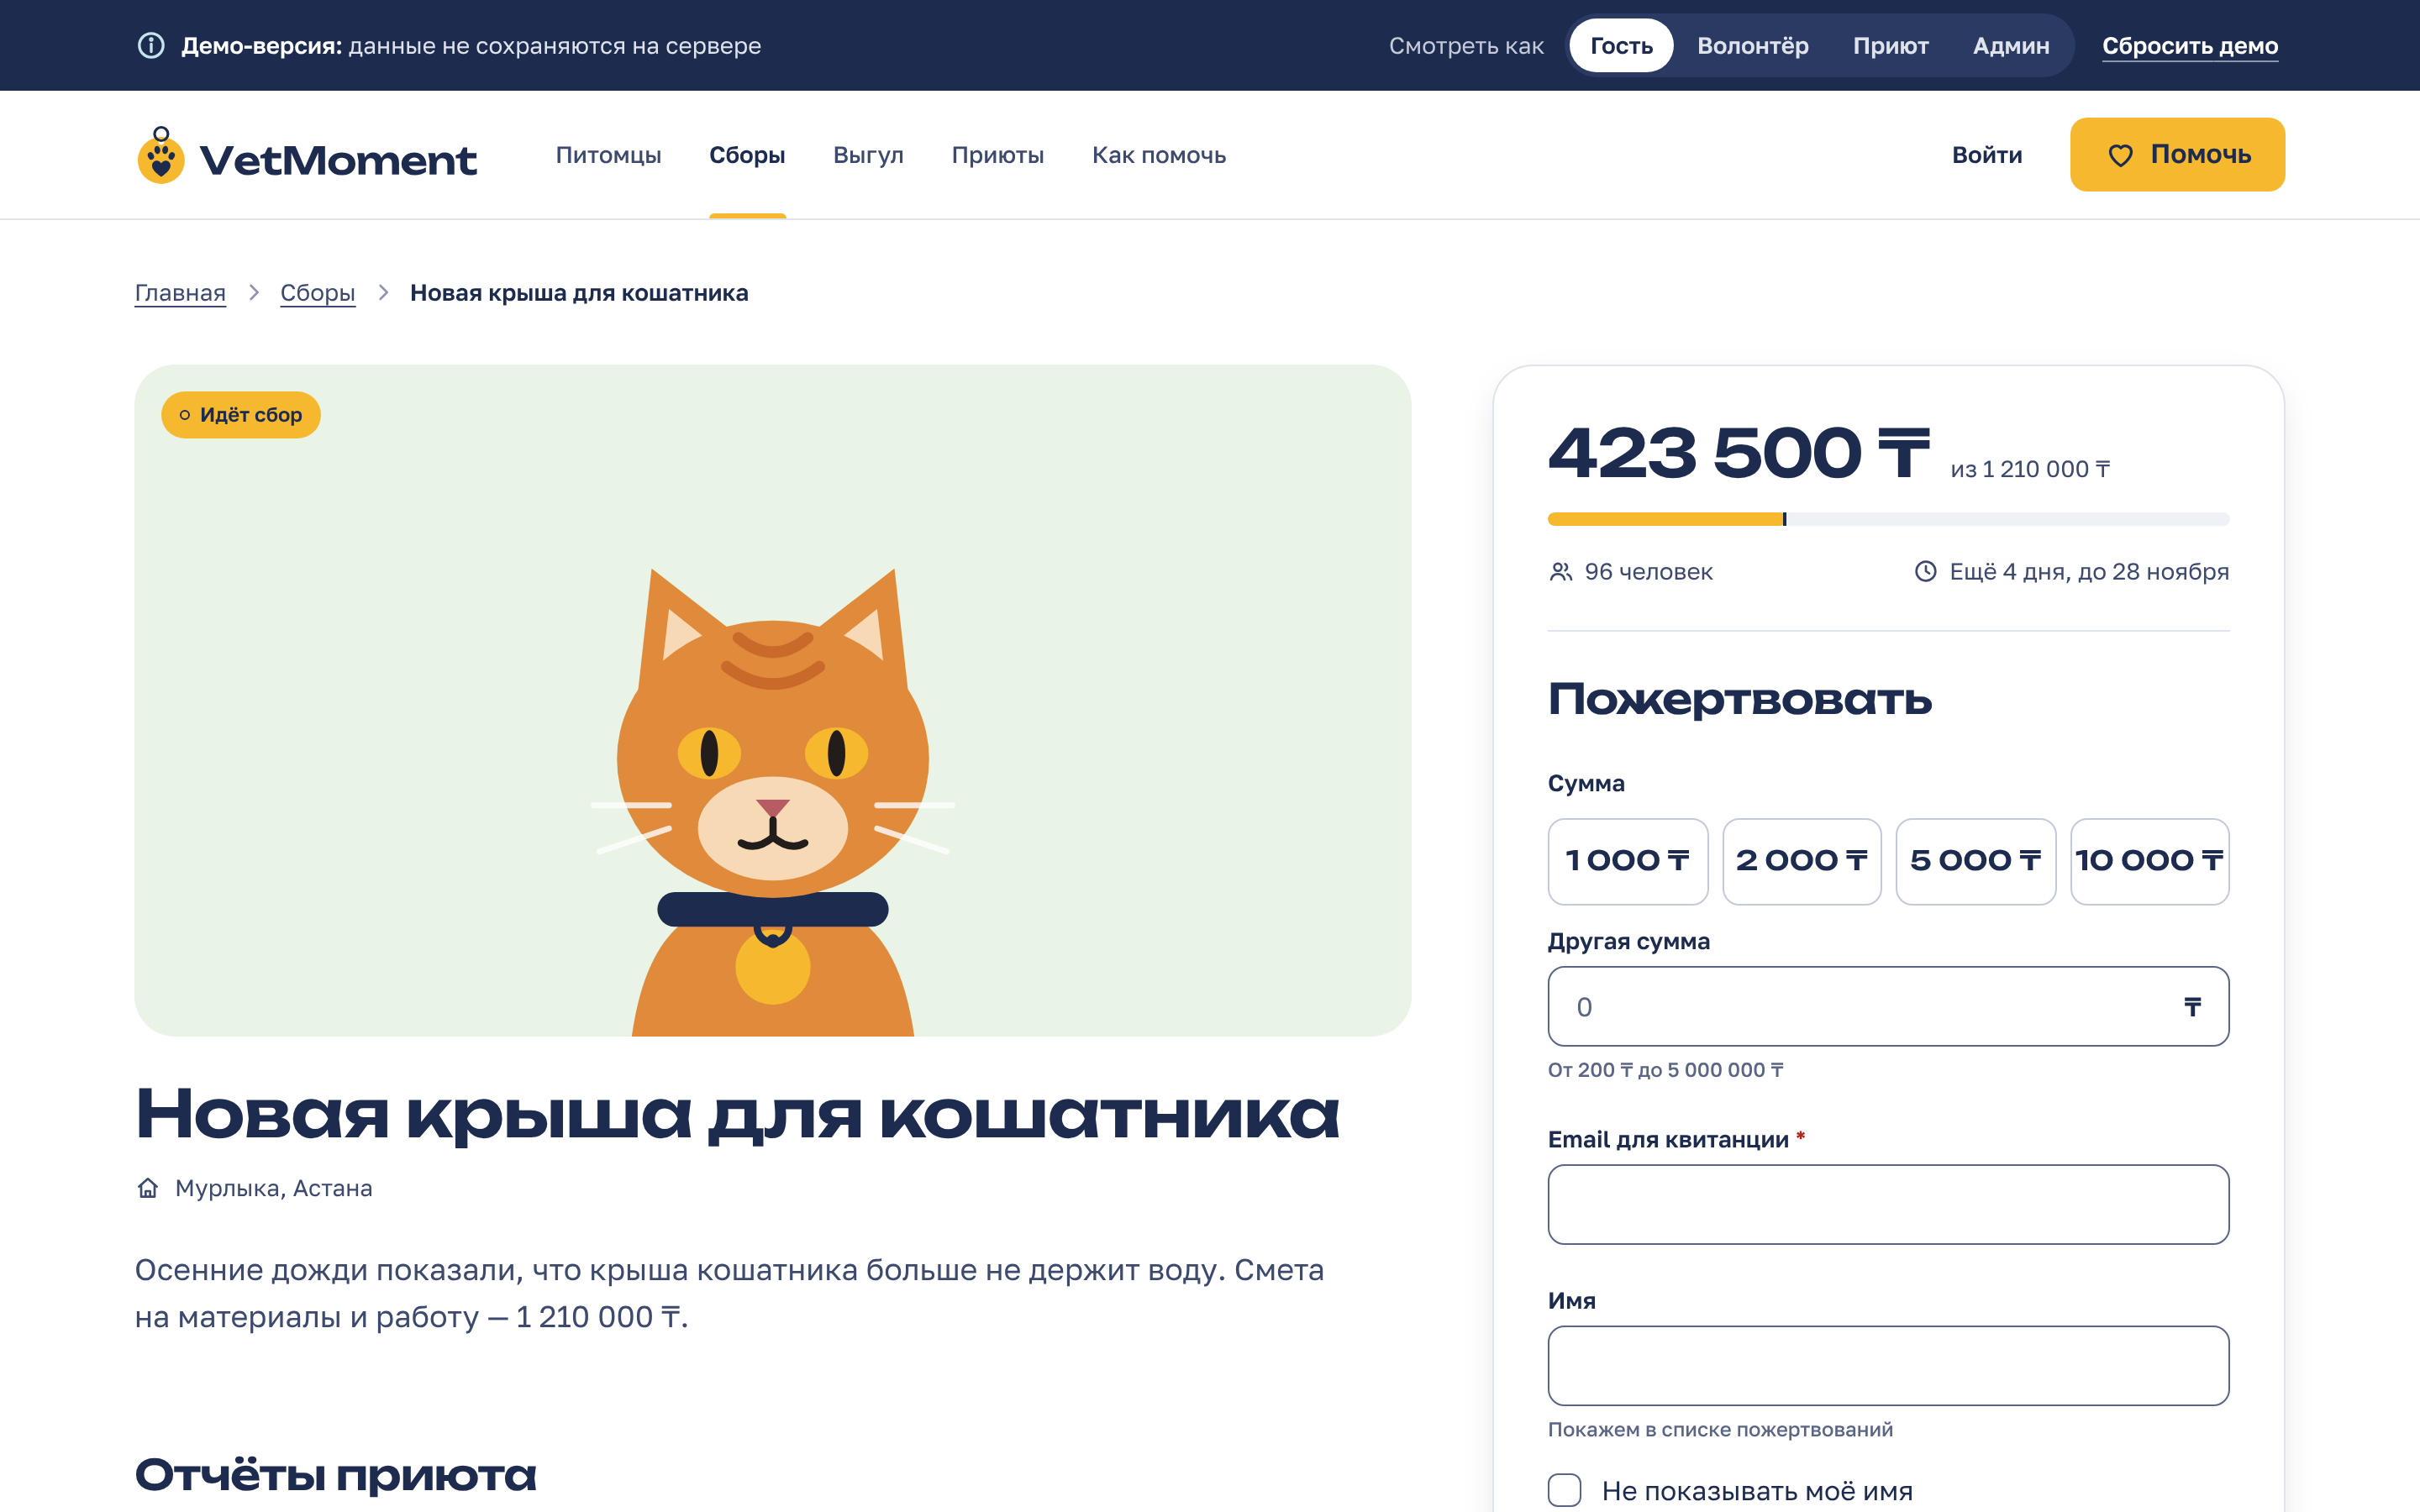 Демо-версия: данные не сохраняются на сервере
Смотреть как
Гость
Волонтёр
Приют
Админ
Сбросить демо
VetMoment
Питомцы
Сборы
Выгул
Приюты
Как помочь
Войти
Помочь
Главная
Сборы
Новая крыша для кошатника
Идёт сбор
Новая крыша для кошатника
Мурлыка, Астана
Осенние дожди показали, что крыша кошатника больше не держит воду. Смета
на материалы и работу — 1 210 000 ₸.
Отчёты приюта
423 500 ₸ из 1 210 000 ₸
96 человек
Ещё 4 дня, до 28 ноября
Пожертвовать
Сумма
1 000 ₸
2 000 ₸
5 000 ₸
10 000 ₸
Другая сумма
0 ₸
От 200 ₸ до 5 000 000 ₸
Email для квитанции *
Имя
Покажем в списке пожертвований
Не показывать моё имя